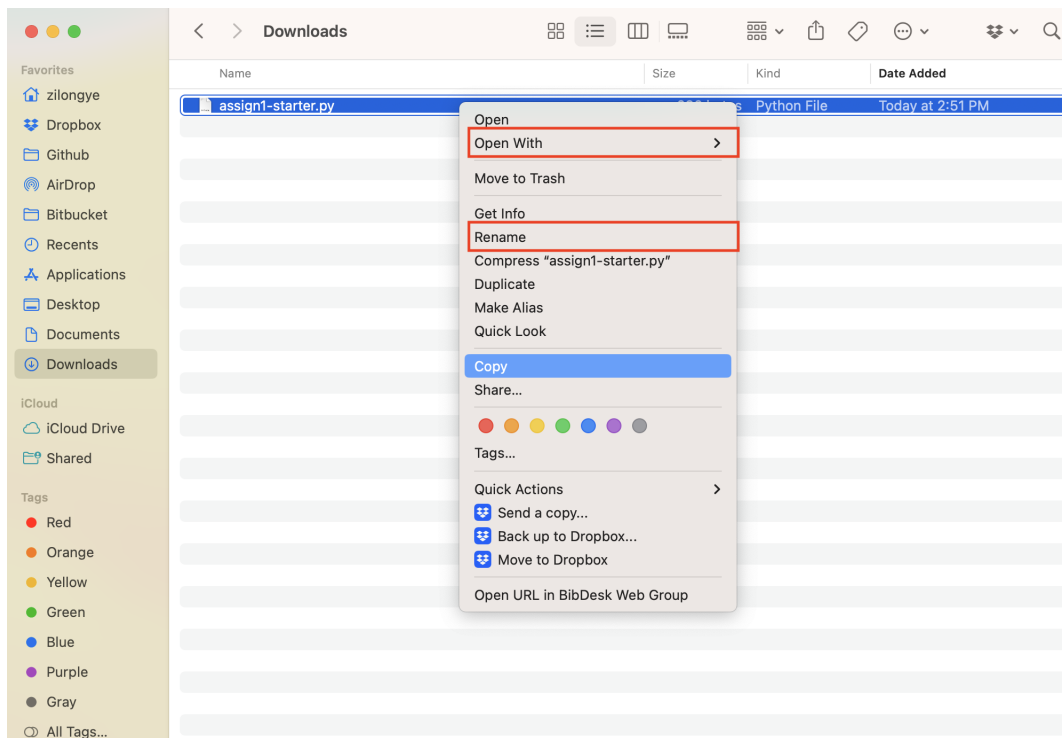 Downloads
Favorites
zilongye
Dropbox
Github
AirDrop
Bitbucket
Recents
Applications
Desktop
Documents
Downloads
iCloud
iCloud Drive
Shared
Tags
Red
Orange
Yellow
Green
Blue
Purple
Gray
All Tags...
Name Size Kind Date Added
assign1-starter.py Python File Today at 2:51 PM
Open
Open With
Move to Trash
Get Info
Rename
Compress “assign1-starter.py”
Duplicate
Make Alias
Quick Look
Copy
Share...
Tags...
Quick Actions
Send a copy...
Back up to Dropbox...
Move to Dropbox
Open URL in BibDesk Web Group